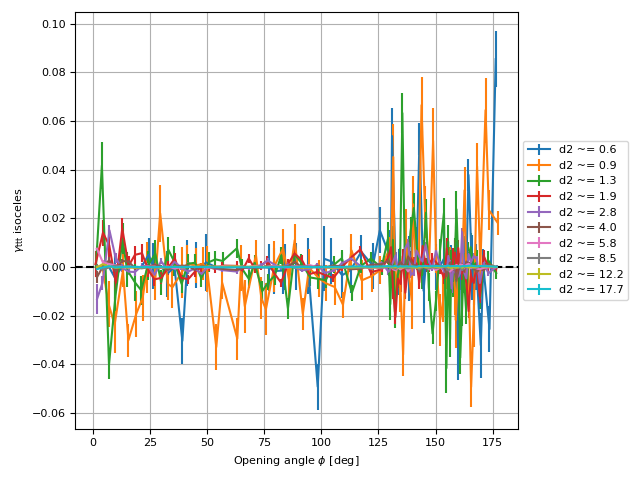 0.10
0.08
0.06
0.04
0.02
0.00
−0.02
−0.04
−0.06
γttt isoceles
0 25 50 75 100 125 150 175
Opening angle ϕ [deg]
d2 ~= 0.6
d2 ~= 0.9
d2 ~= 1.3
d2 ~= 1.9
d2 ~= 2.8
d2 ~= 4.0
d2 ~= 5.8
d2 ~= 8.5
d2 ~= 12.2
d2 ~= 17.7